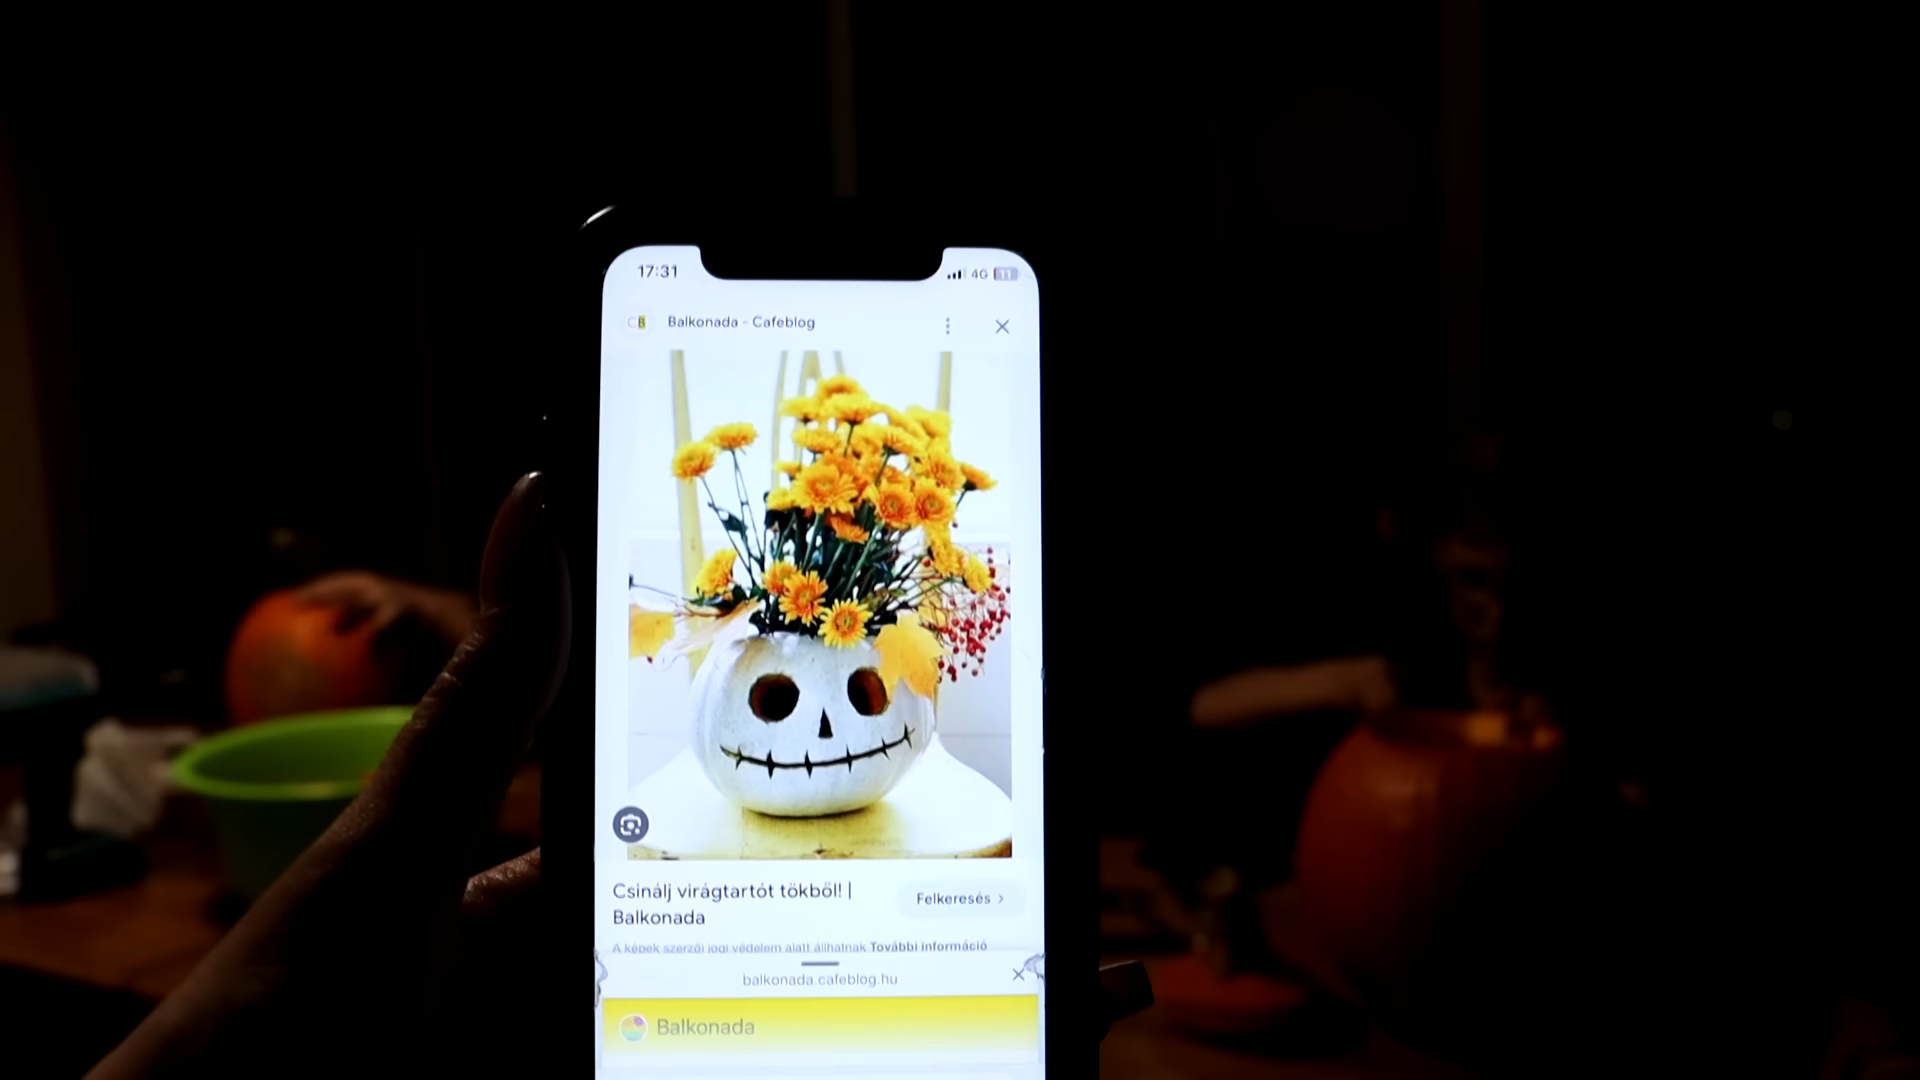 17:31
4G 11
Balkonada - Cafeblog
Csinálj virágtartót tökből! |
Balkonada
Felkeresés >
A képek szerzői jogi védelem alatt állhatnak További információ
balkonada.cafeblog.hu
Balkonada